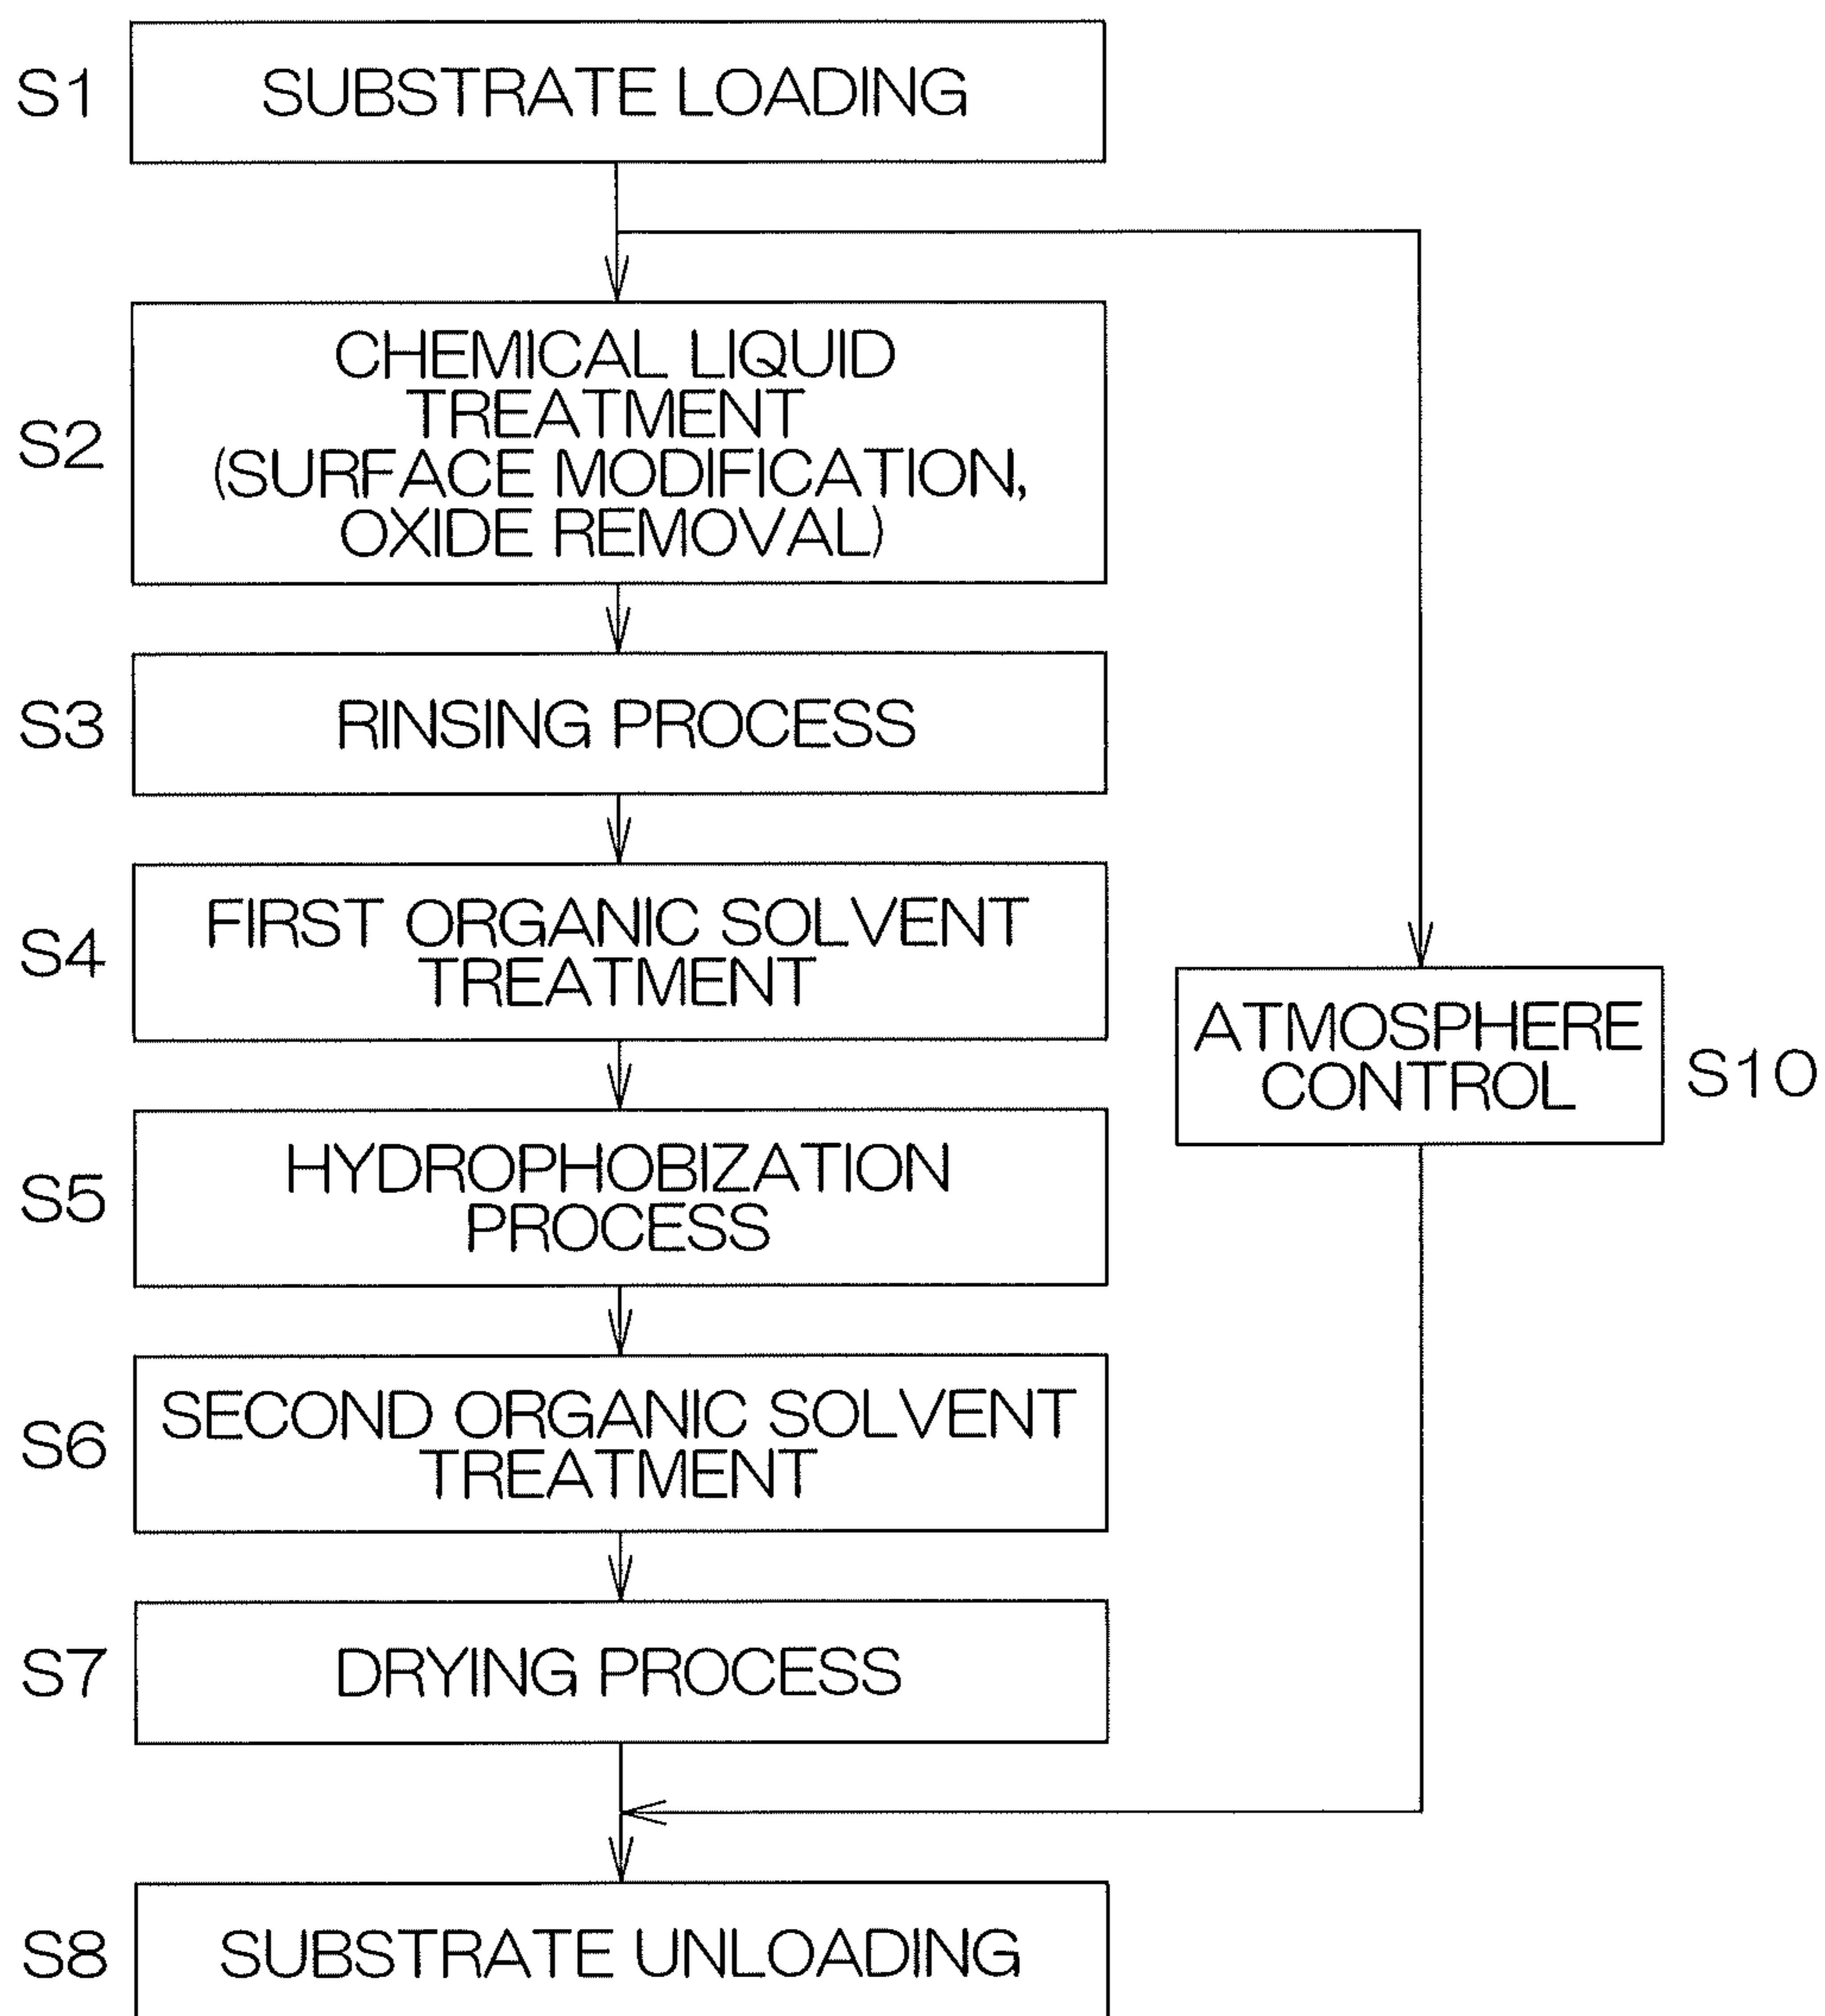 S1
SUBSTRATE LOADING
S2
CHEMICAL LIQUID
TREATMENT
(SURFACE MODIFICATION,
OXIDE REMOVAL)
S3
RINSING PROCESS
S4
FIRST ORGANIC SOLVENT
TREATMENT
ATMOSPHERE
CONTROL
S10
S5
HYDROPHOBIZATION
PROCESS
S6
SECOND ORGANIC SOLVENT
TREATMENT
S7
DRYING PROCESS
S8
SUBSTRATE UNLOADING